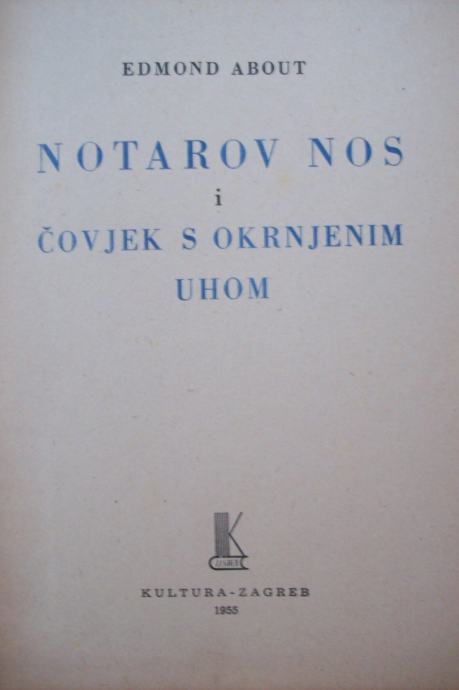 EDMOND ABOUT
NOTAROV NOS
i
ČOVJEK S OKRNJENIM
UHOM
K
KULTURA-ZAGREB
1955